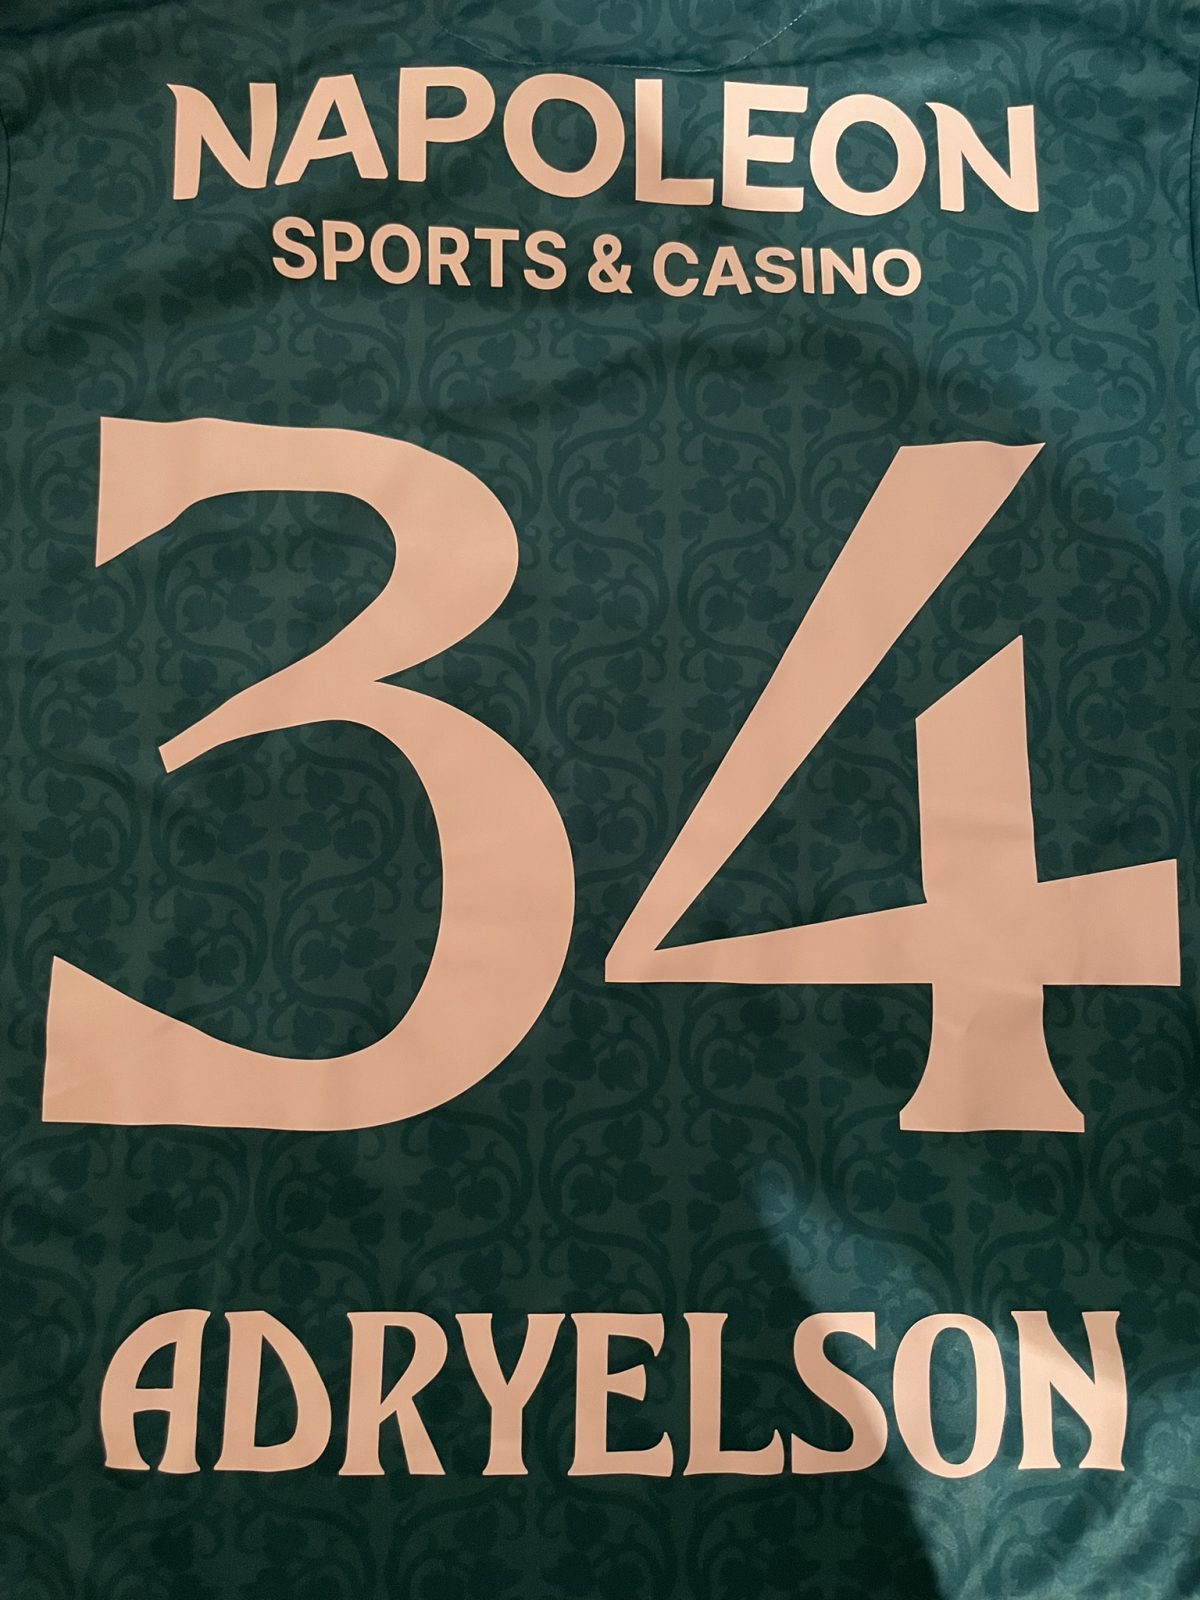 NAPOLEON
SPORTS & CASINO
34
ADRYELSON